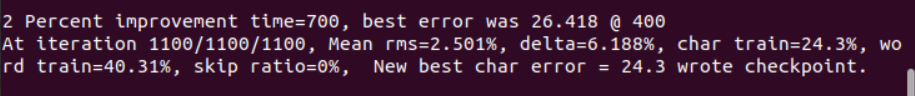 2 Percent improvement time=700, best error was 26.418 @ 400
At iteration 1100/1100/1100, Mean rms=2.501%, delta=6.188%, char train=24.3%, wo
rd train=40.31%, skip ratio=0%,  New best char error = 24.3 wrote checkpoint.